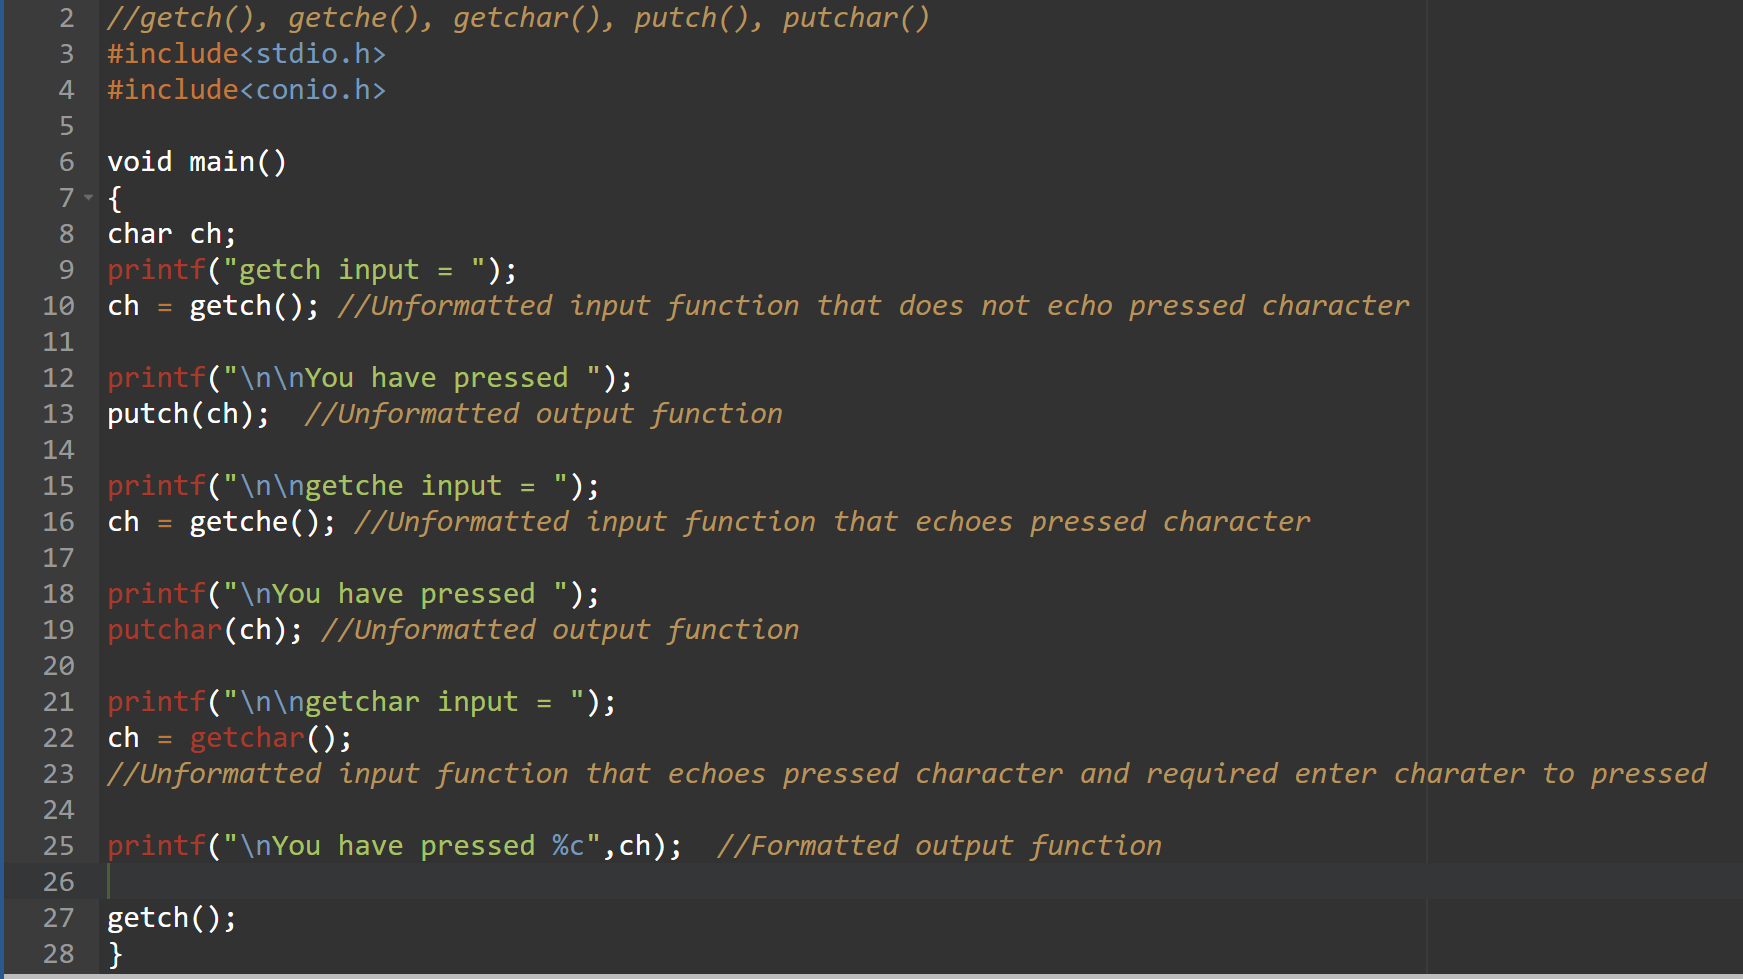 2 //getch(), getche(), getchar(), putch(), putchar()
3 #include<stdio.h>
4 #include<conio.h>
5
6 void main()
7 {
8 char ch;
9 printf("getch input = ");
10 ch = getch(); //Unformatted input function that does not echo pressed character
11
12 printf("\n\nYou have pressed ");
13 putch(ch);  //Unformatted output function
14
15 printf("\n\ngetche input = ");
16 ch = getche(); //Unformatted input function that echoes pressed character
17
18 printf("\nYou have pressed ");
19 putchar(ch); //Unformatted output function
20
21 printf("\n\ngetchar input = ");
22 ch = getchar();
23 //Unformatted input function that echoes pressed character and required enter charater to pressed
24
25 printf("\nYou have pressed %c",ch);  //Formatted output function
26
27 getch();
28 }